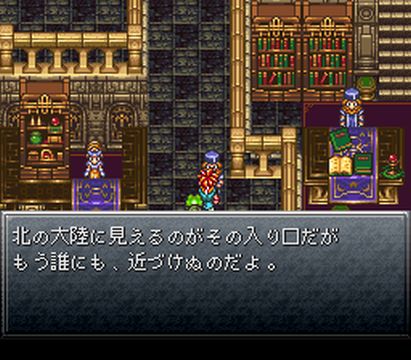 北の大陸に見えるのがその入り口だが
もう誰にも、近づけぬのだよ。